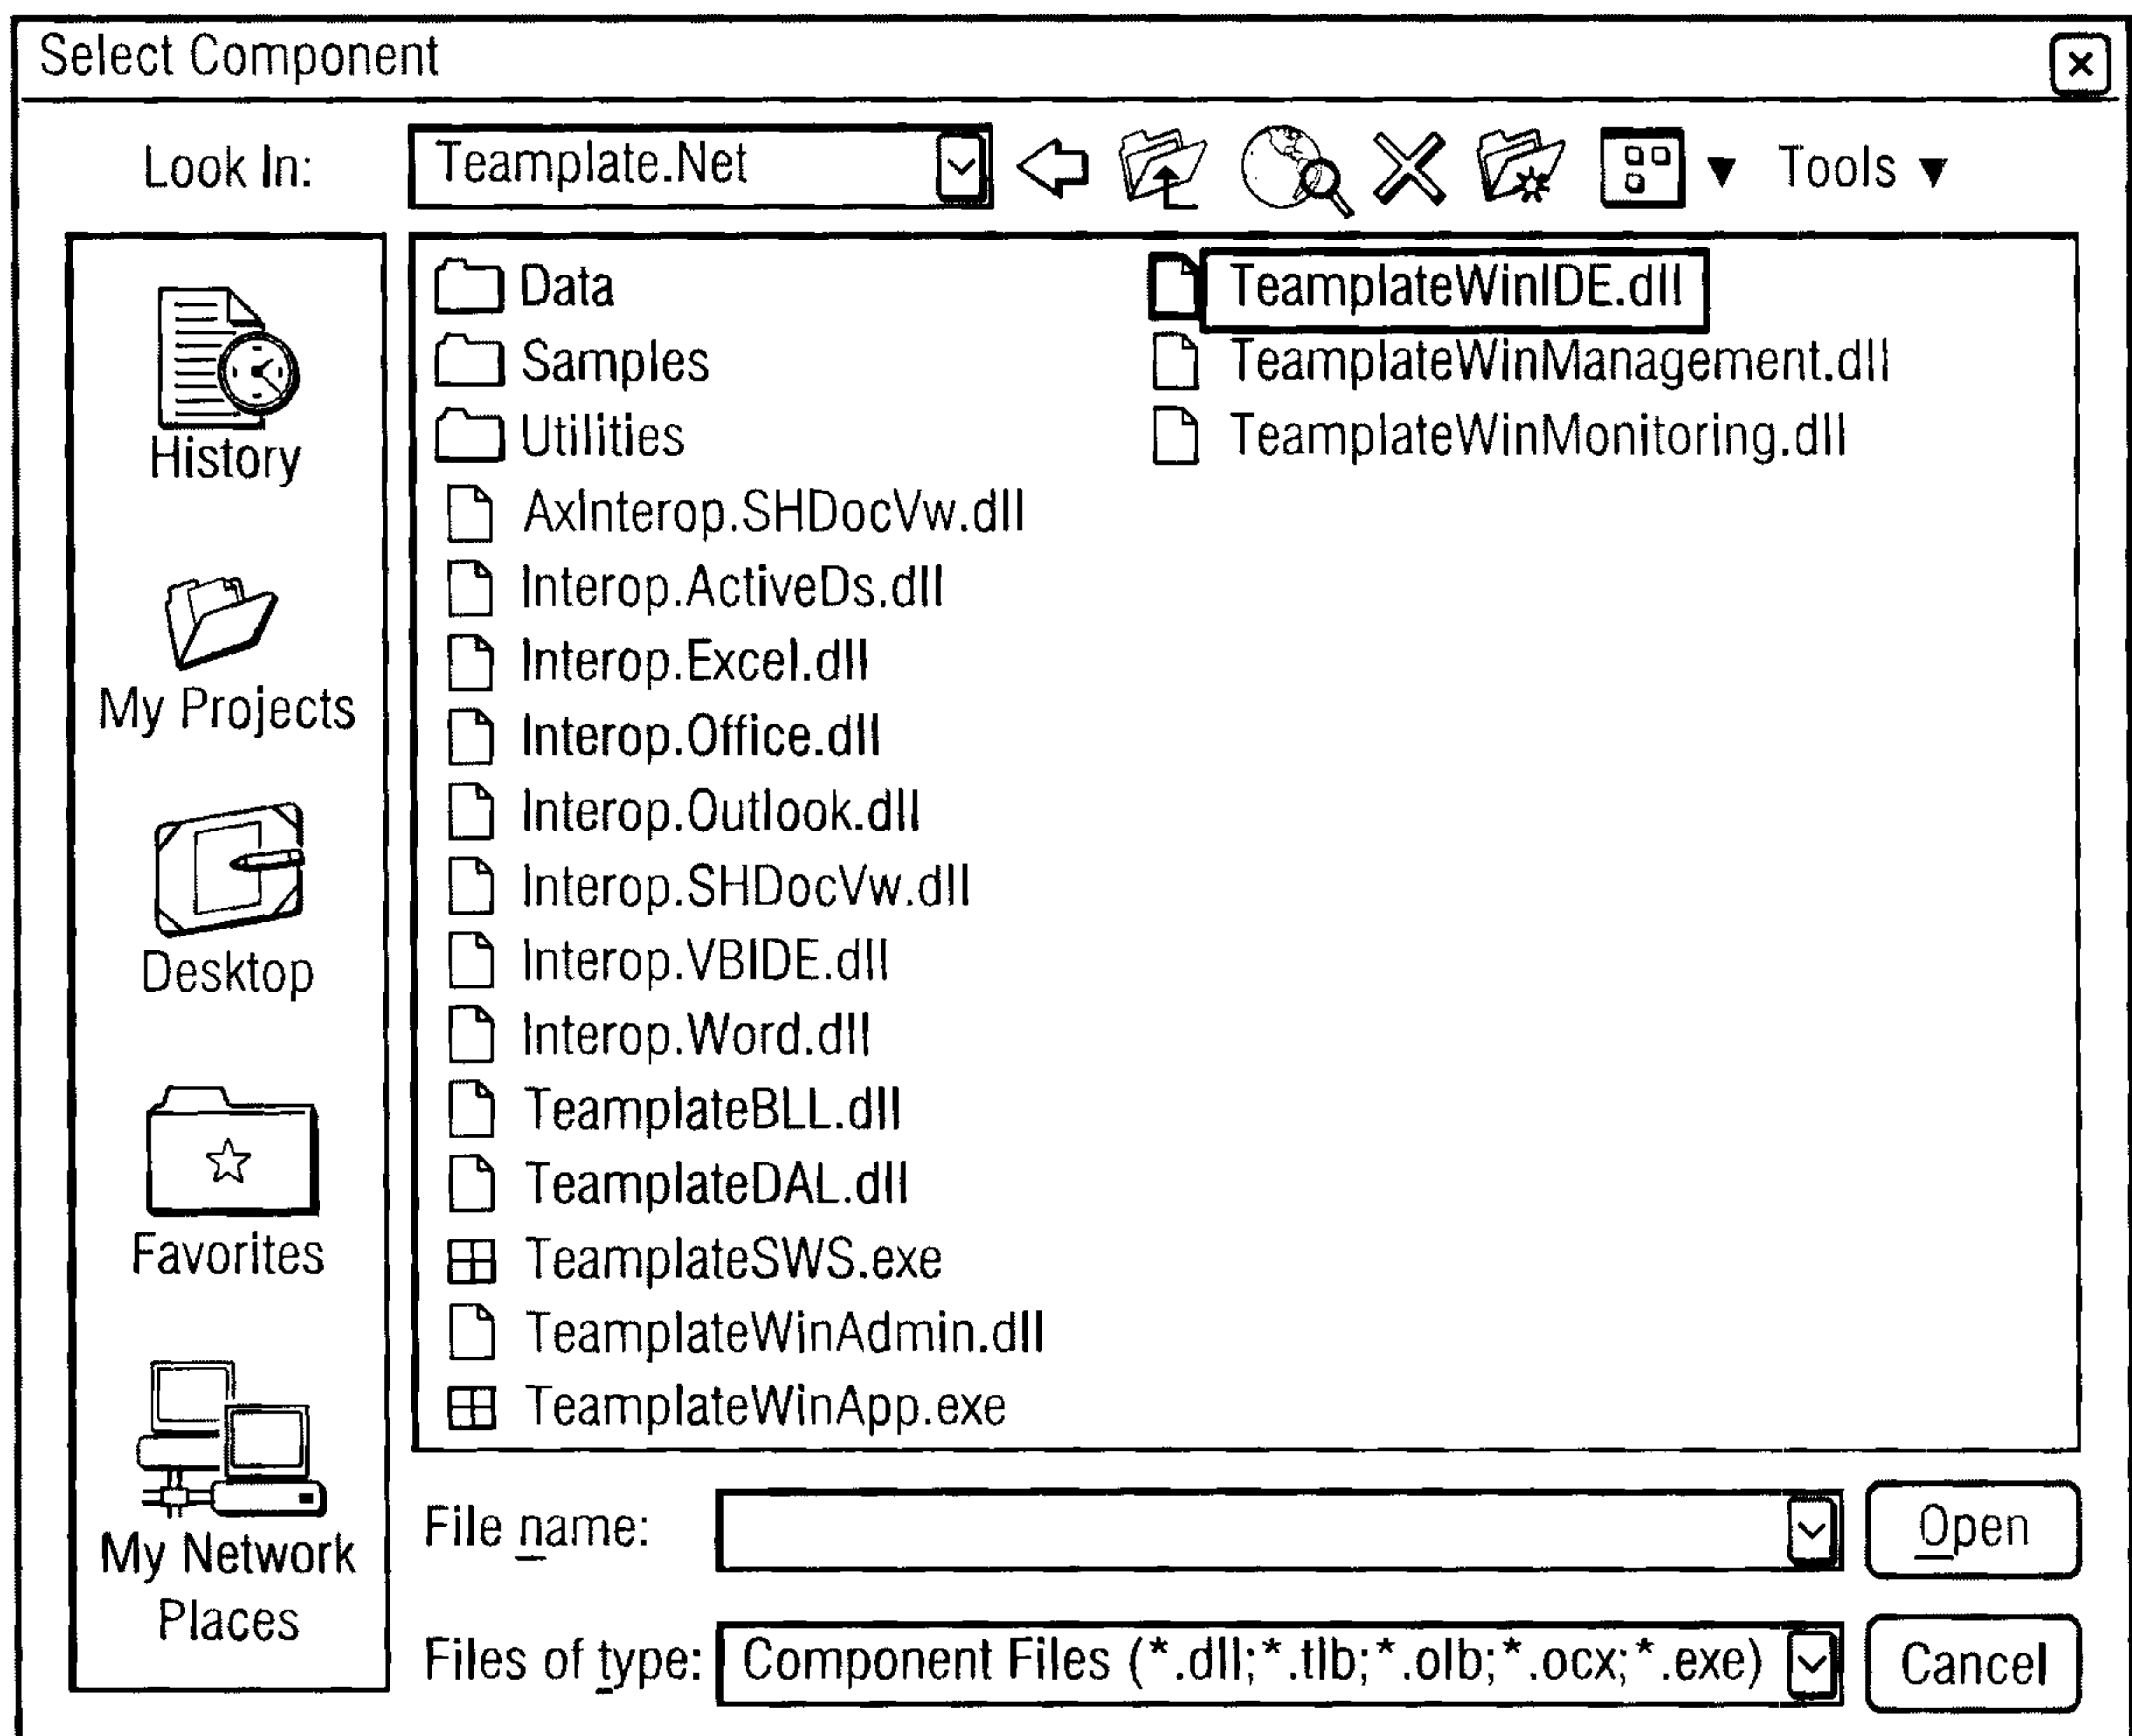 Select Component
Look In:
Teamplate.Net
Tools
History
My Projects
Desktop
Favorites
My Network
Places
Data
Samples
Utilities
AxInterop.SHDocVw.dll
Interop.ActiveDs.dll
Interop.Excel.dll
Interop.Office.dll
Interop.Outlook.dll
Interop.SHDocVw.dll
Interop.VBIDE.dll
Interop.Word.dll
TeamplateBLL.dll
TeamplateDAL.dll
TeamplateSWS.exe
TeamplateWinAdmin.dll
TeamplateWinApp.exe
TeamplateWinIDE.dll
TeamplateWinManagement.dll
TeamplateWinMonitoring.dll
File name:
Open
Files of type:
Component Files (*.dll;*.tlb;*.olb;*.ocx;*.exe)
Cancel